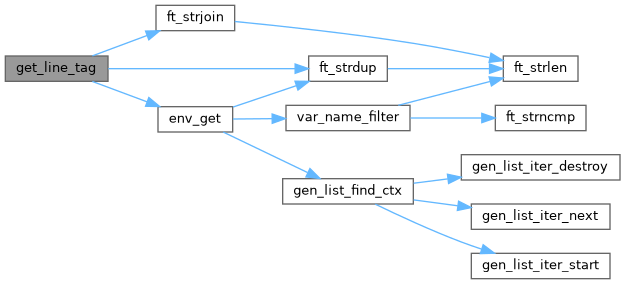 ft_strjoin
get_line_tag
ft_strdup
ft_strlen
env_get
var_name_filter
ft_strncmp
gen_list_iter_destroy
gen_list_find_ctx
gen_list_iter_next
gen_list_iter_start